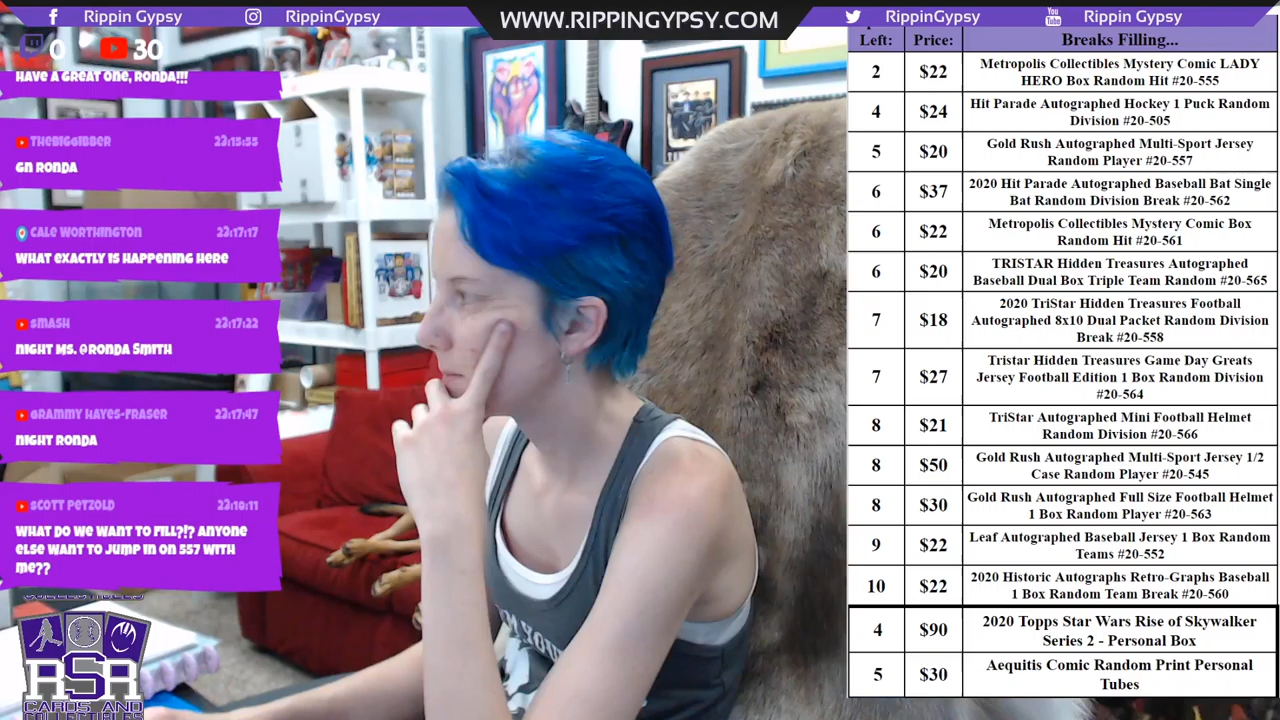 Rippin Gypsy
RippinGypsy
WWW.RIPPINGYPSY.COM
RippinGypsy
You Tube
Rippin Gypsy
0
30
HAVE A GREAT ONE, RONDA!!!
THEBIGGIBBER 23:15:55
GN RONDA
CALE WORTHINGTON 23:17:17
WHAT EXACTLY IS HAPPENING HERE
SMASH 23:17:22
NIGHT MS. @RONDA SMITH
GRAMMY HAYES-FRASER 23:17:47
NIGHT RONDA
SCOTT PETZOLD 23:18:11
WHAT DO WE WANT TO FILL?!? ANYONE
ELSE WANT TO JUMP IN ON 557 WITH
ME??
COLLECTIBLES
RSR
CARDS AND
COLLECTIBLES
Left: Price: Breaks Filling...
2 $22 Metropolis Collectibles Mystery Comic LADY
HERO Box Random Hit #20-555
4 $24 Hit Parade Autographed Hockey 1 Puck Random
Division #20-505
5 $20 Gold Rush Autographed Multi-Sport Jersey
Random Player #20-557
6 $37 2020 Hit Parade Autographed Baseball Bat Single
Bat Random Division Break #20-562
6 $22 Metropolis Collectibles Mystery Comic Box
Random Hit #20-561
6 $20 TRISTAR Hidden Treasures Autographed
Baseball Dual Box Triple Team Random #20-565
7 $18 2020 TriStar Hidden Treasures Football
Autographed 8x10 Dual Packet Random Division
Break #20-558
7 $27 Tristar Hidden Treasures Game Day Greats
Jersey Football Edition 1 Box Random Division
#20-564
8 $21 TriStar Autographed Mini Football Helmet
Random Division #20-566
8 $50 Gold Rush Autographed Multi-Sport Jersey 1/2
Case Random Player #20-545
8 $30 Gold Rush Autographed Full Size Football Helmet
1 Box Random Player #20-563
9 $22 Leaf Autographed Baseball Jersey 1 Box Random
Teams #20-552
10 $22 2020 Historic Autographs Retro-Graphs Baseball
1 Box Random Team Break #20-560
4 $90 2020 Topps Star Wars Rise of Skywalker
Series 2 - Personal Box
5 $30 Aequitis Comic Random Print Personal
Tubes